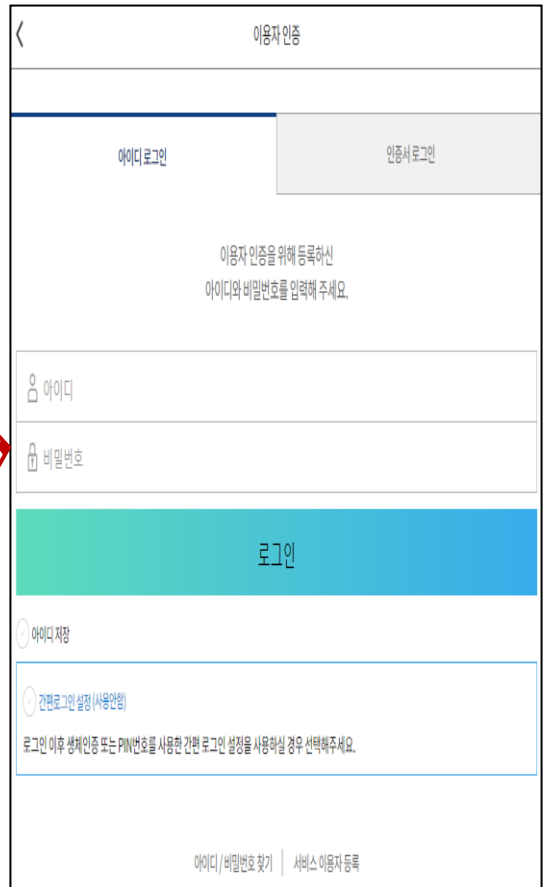 이용자 인증
아이디 로그인
인증서 로그인
이용자 인증을 위해 등록하신
아이디와 비밀번호를 입력해 주세요.
아이디
비밀번호
로그인
아이디 저장
간편로그인 설정 (사용안함)
로그인 이후 생체인증 또는 PIN번호를 사용한 간편 로그인 설정을 사용하실 경우 선택해주세요.
아이디 / 비밀번호 찾기 | 서비스 이용자 등록